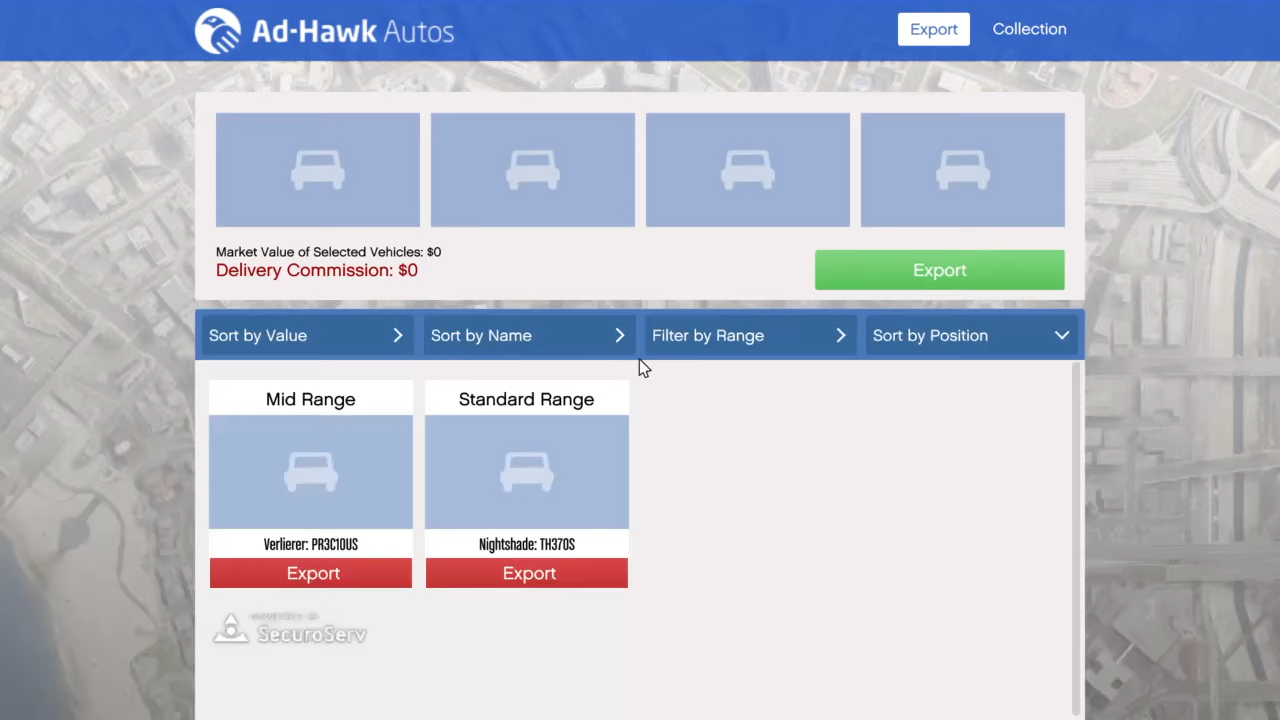 Ad-Hawk Autos
Export
Collection
Market Value of Selected Vehicles: $0
Delivery Commission: $0
Export
Sort by Value
Sort by Name
Filter by Range
Sort by Position
Mid Range
Standard Range
Verlierer: PR3C10US
Nightshade: TH370S
Export
Export
POWERED BY
SecuroServ